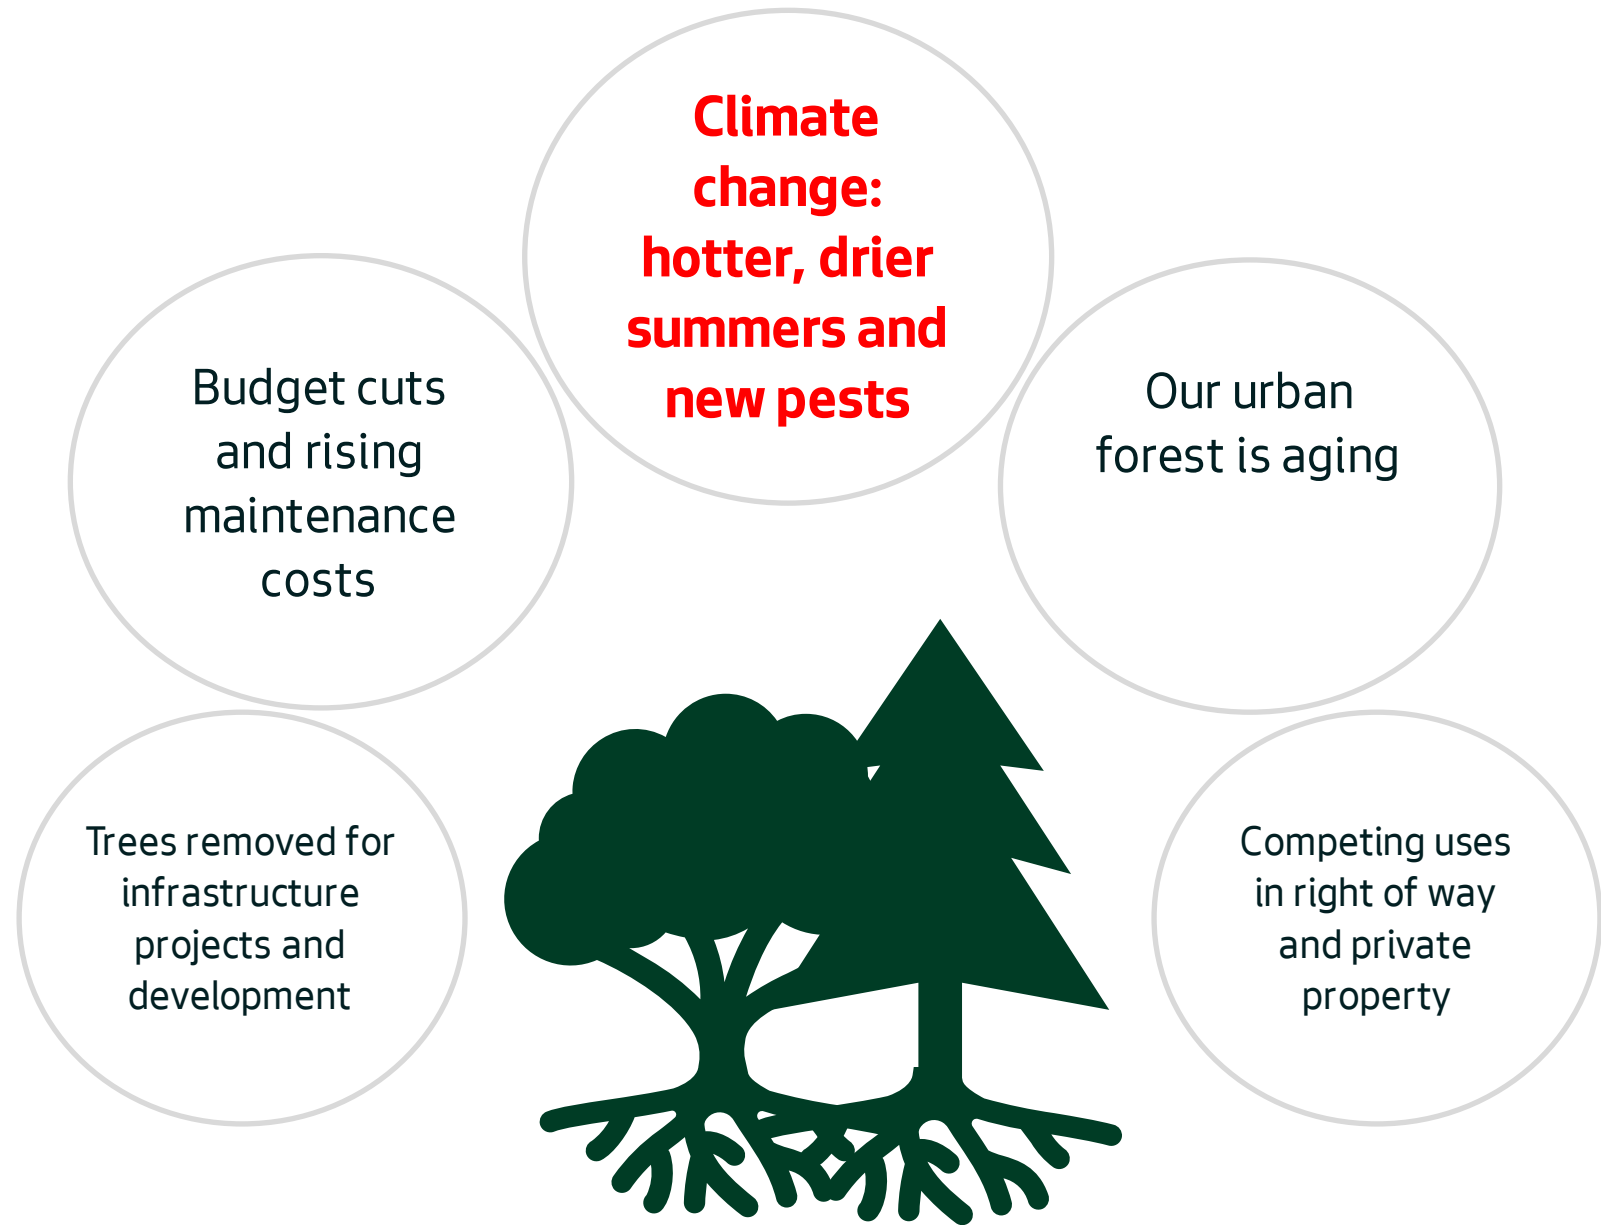 Climate
change:
hotter, drier
summers and
new pests
Budget cuts
and rising
maintenance
costs
Our urban
forest is aging
Trees removed for
infrastructure
projects and
development
Competing uses
in right of way
and private
property